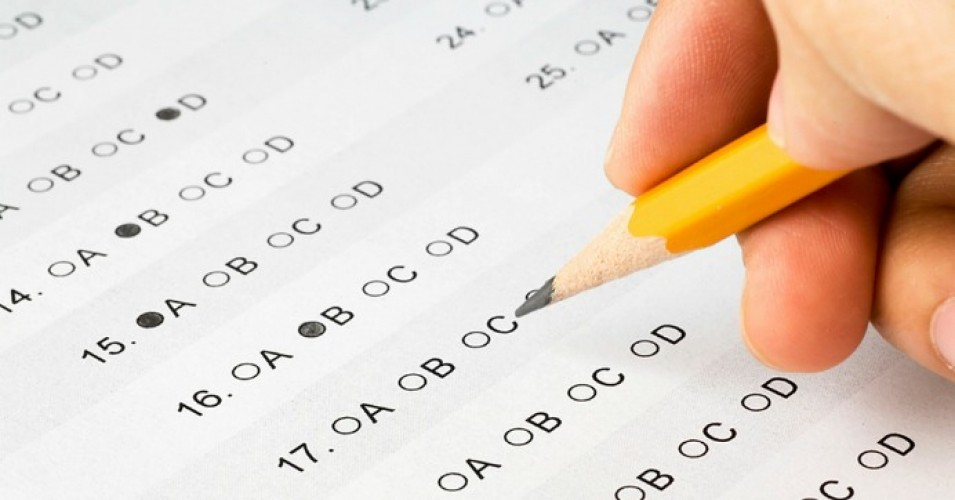 D
C D
A B C D
14. A B C D
15. A B C D
16. A B C D
17. A B C
A B C D
B C D
C D
24.
25. A